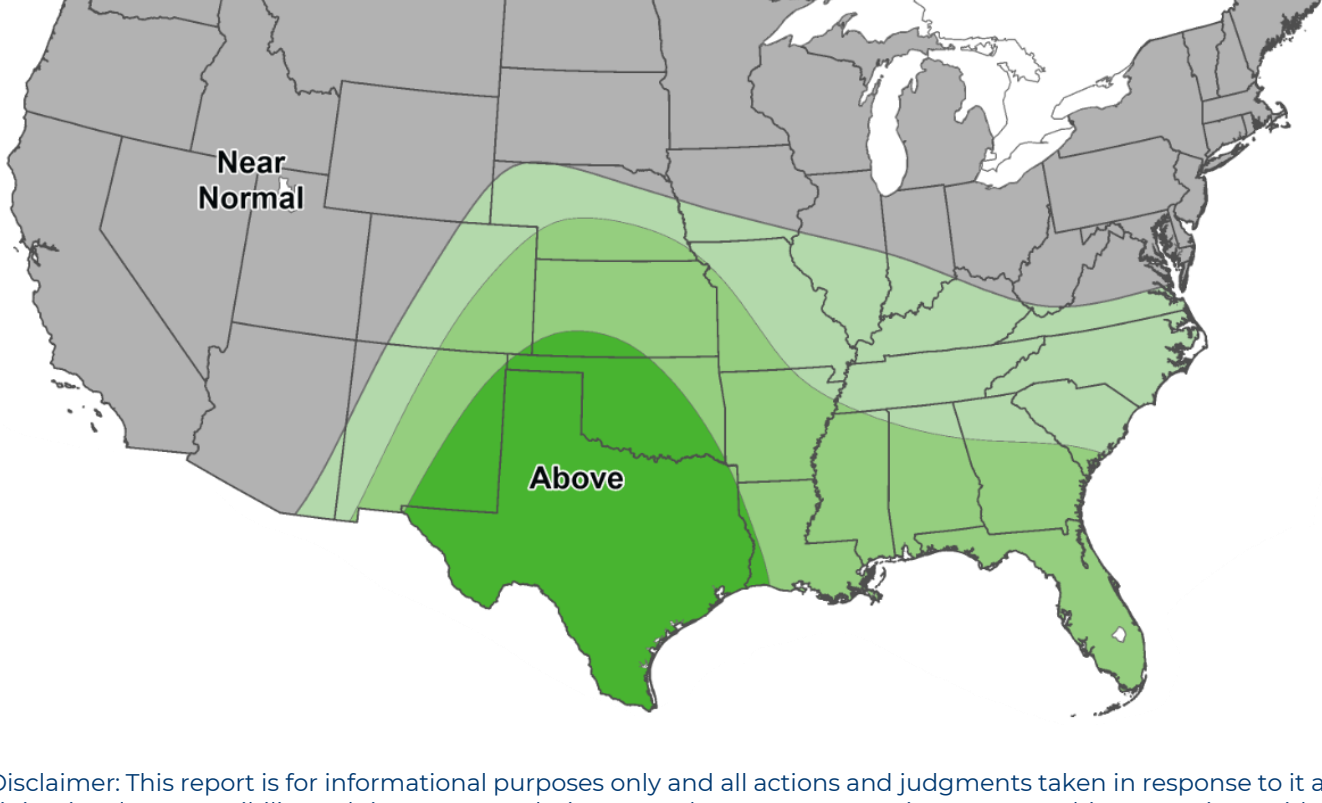 Near
Normal
Above
Disclaimer: This report is for informational purposes only and all actions and judgments taken in response to it